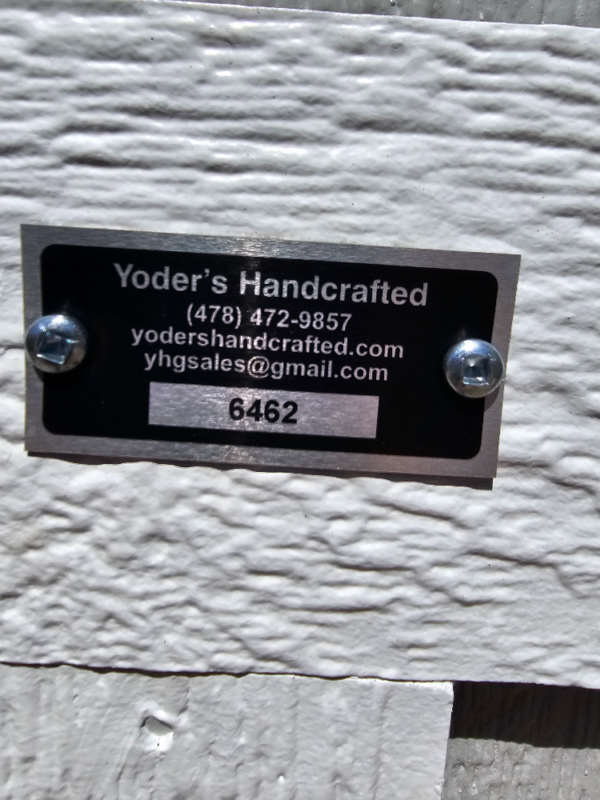 Yoder's Handcrafted
(478) 472-9857
yodershandcrafted.com
yhgsales@gmail.com
6462